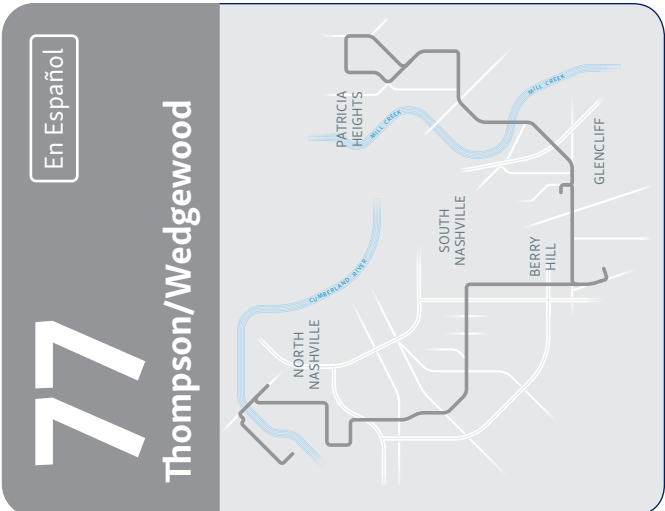 77
Thompson/Wedgewood
En Español
NORTH
NASHVILLE
CUMBERLAND RIVER
PATRICIA
HEIGHTS
MILL CREEK
SOUTH
NASHVILLE
MILL CREEK
BERRY
HILL
GLENCLIFF